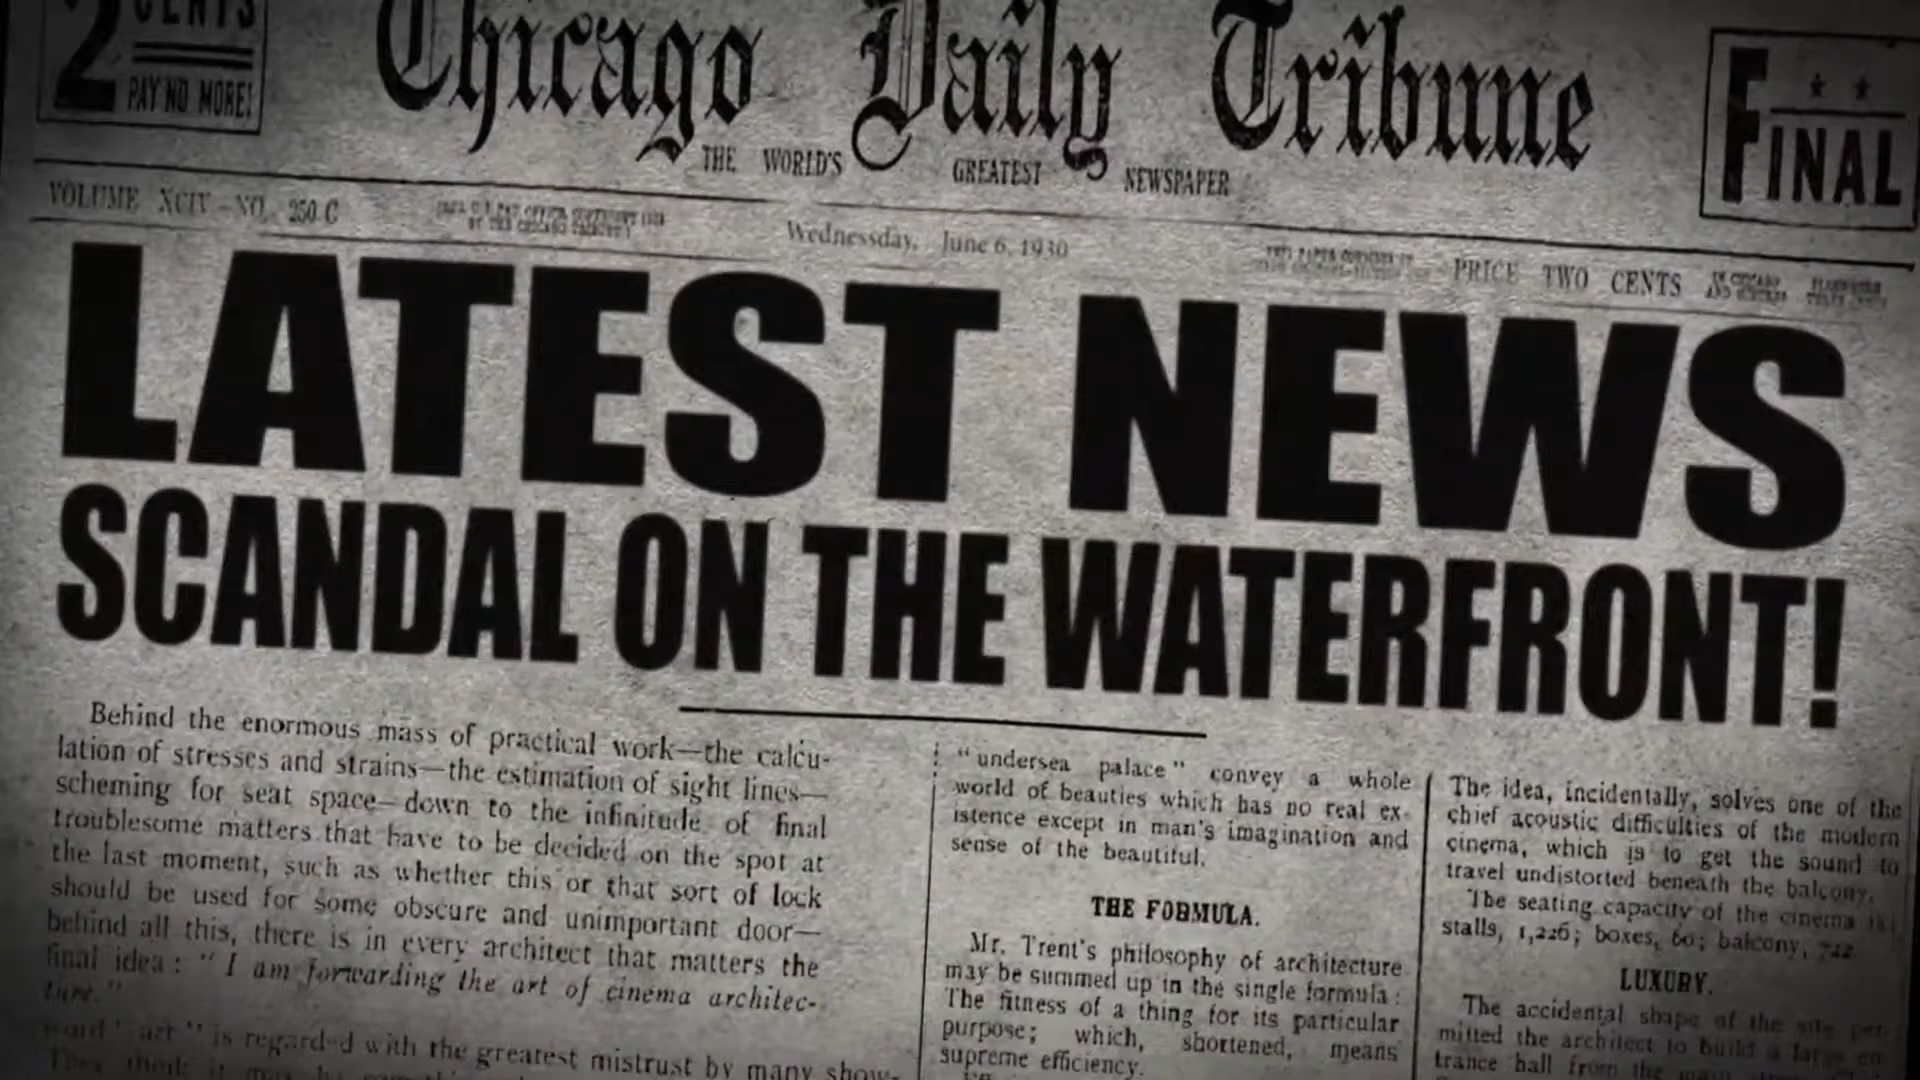 2 CENTS
PAY NO MORE!
Chicago Daily Tribune
THE WORLD'S GREATEST NEWSPAPER
FINAL
VOLUME XCIV - NO. 250 C
Wednesday, June 6, 1930
PRICE TWO CENTS
LATEST NEWS
SCANDAL ON THE WATERFRONT!
Behind the enormous mass of practical work—the calcu-
lation of stresses and strains—the estimation of sight lines—
scheming for seat space—down to the infinitude of final
troublesome matters that have to be decided on the spot at
the last moment, such as whether this or that sort of lock
should be used for some obscure and unimportant door—
behind all this, there is in every architect that matters the
final idea: "I am forwarding the art of cinema architec-
ture."
word "art" is regarded with the greatest mistrust by many show-
"undersea palace" convey a whole
world of beauties which has no real ex-
istence except in man's imagination and
sense of the beautiful.
THE FORMULA.
Mr. Trent's philosophy of architecture
may be summed up in the single formula:
The fitness of a thing for its particular
purpose; which, shortened, means
supreme efficiency.
The idea, incidentally, solves one of the
chief acoustic difficulties of the modern
cinema, which is to get the sound to
travel undistorted beneath the balcony.
The seating capacity of the cinema is:
stalls, 1,226; boxes, 60; balcony, 722
LUXURY.
The accidental shape of the site per-
mitted the architect to build a large en-
trance hall from the main